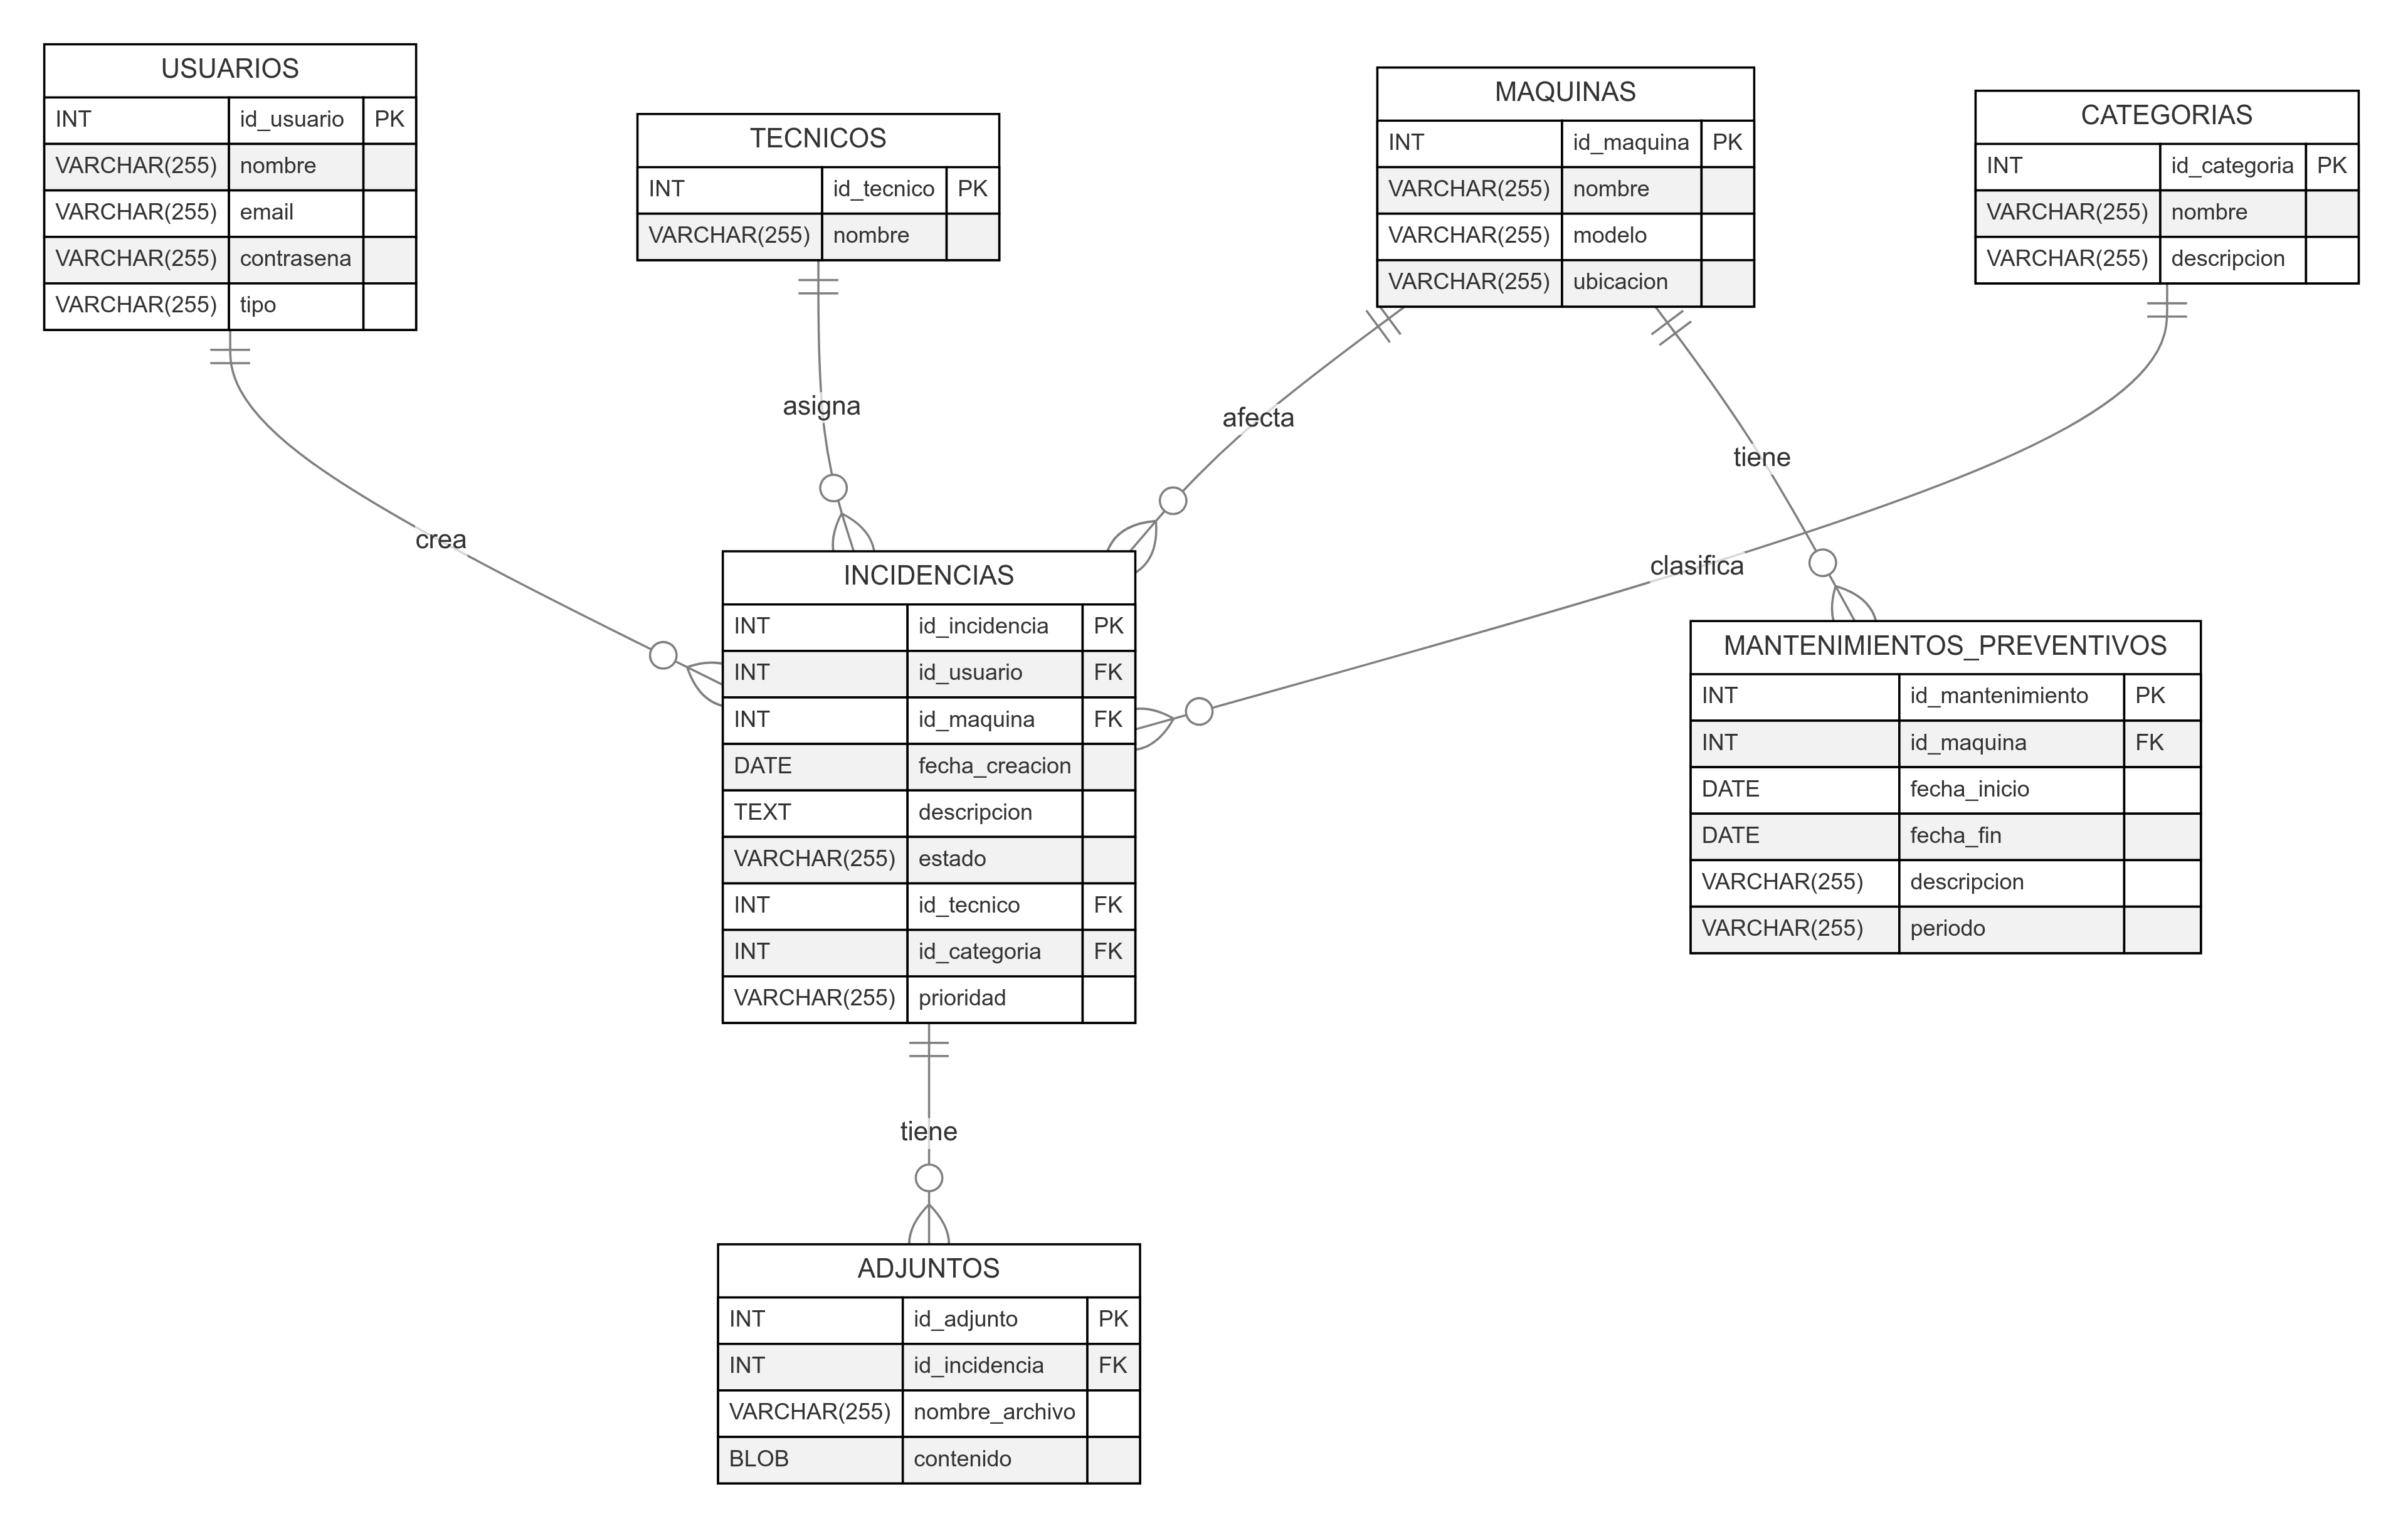 USUARIOS
INT id_usuario PK
VARCHAR(255) nombre
VARCHAR(255) email
VARCHAR(255) contrasena
VARCHAR(255) tipo
TECNICOS
INT id_tecnico PK
VARCHAR(255) nombre
MAQUINAS
INT id_maquina PK
VARCHAR(255) nombre
VARCHAR(255) modelo
VARCHAR(255) ubicacion
CATEGORIAS
INT id_categoria PK
VARCHAR(255) nombre
VARCHAR(255) descripcion
asigna
afecta
tiene
crea
clasifica
INCIDENCIAS
INT id_incidencia PK
INT id_usuario FK
INT id_maquina FK
DATE fecha_creacion
TEXT descripcion
VARCHAR(255) estado
INT id_tecnico FK
INT id_categoria FK
VARCHAR(255) prioridad
MANTENIMIENTOS_PREVENTIVOS
INT id_mantenimiento PK
INT id_maquina FK
DATE fecha_inicio
DATE fecha_fin
VARCHAR(255) descripcion
VARCHAR(255) periodo
tiene
ADJUNTOS
INT id_adjunto PK
INT id_incidencia FK
VARCHAR(255) nombre_archivo
BLOB contenido